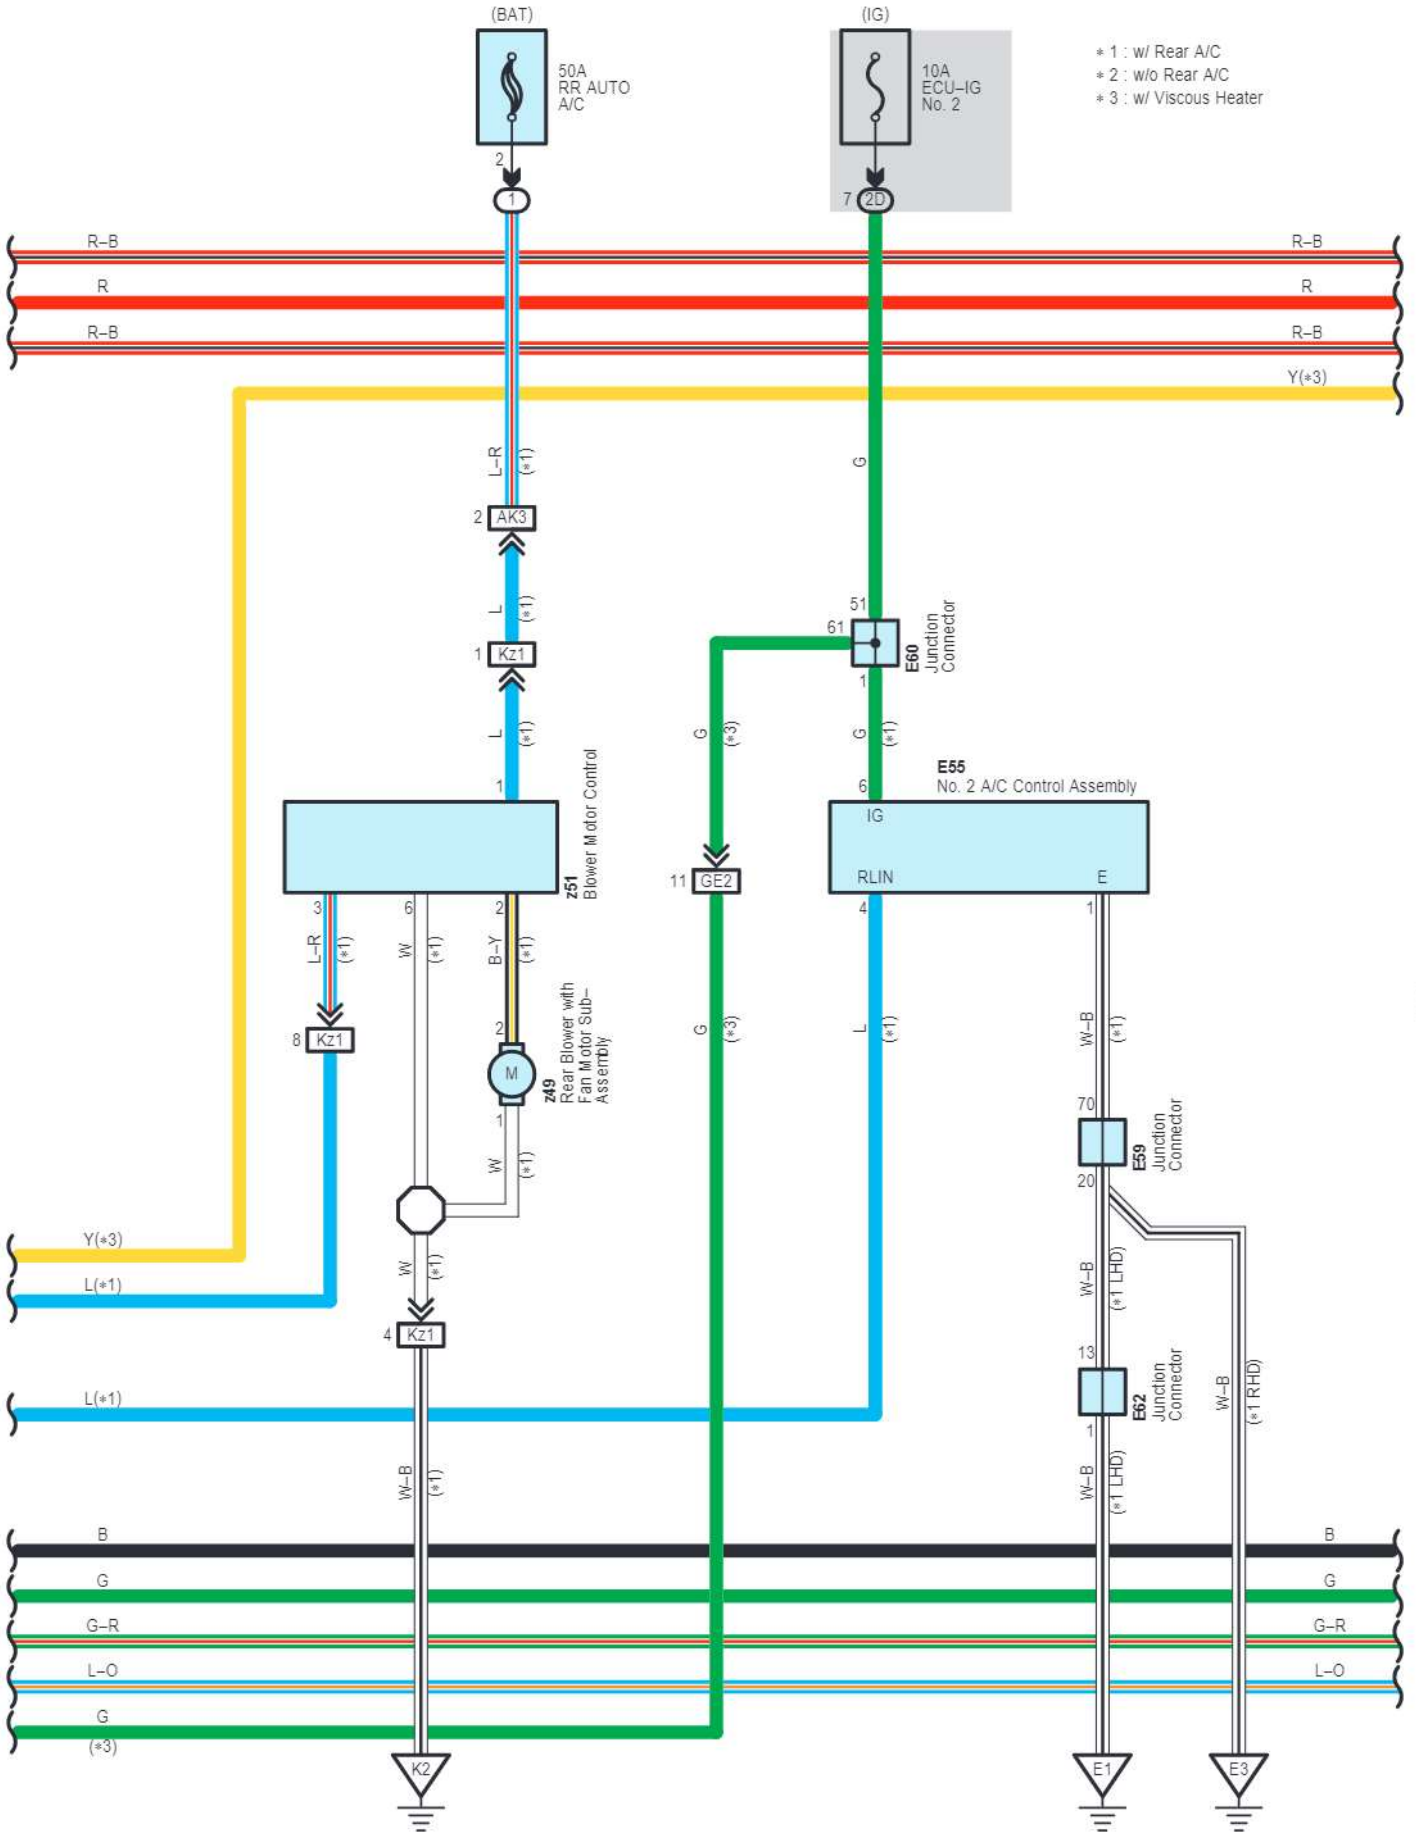 (BAT)
(IG)
50A
RR AUTO
A/C
10A
ECU–IG
No. 2
∗ 1 : w/ Rear A/C
∗ 2 : w/o Rear A/C
∗ 3 : w/ Viscous Heater
2
1
7
2D
R–B
R–B
R
R
R–B
R–B
Y(∗3)
L–R
(∗1)
G
2
AK3
L
(∗1)
51
61
1
E60
Junction
Connector
1
Kz1
L
(∗1)
G
(∗3)
G
(∗1)
1
6
z51
Blower Motor Control
E55
No. 2 A/C Control Assembly
IG
RLIN
E
11
GE2
3
6
2
4
1
L–R
(∗1)
W
(∗1)
B–Y
(∗1)
8
Kz1
2
M
1
z49
Rear Blower with
Fan Motor Sub–
Assembly
G
(∗3)
L
(∗1)
W–B
(∗1)
70
20
E59
Junction
Connector
W
(∗1)
Y(∗3)
L(∗1)
W
(∗1)
W–B
(∗1 LHD)
4
Kz1
13
1
E62
Junction
Connector
W–B
(∗1 RHD)
L(∗1)
W–B
(∗1)
W–B
(∗1 LHD)
B
B
G
G
G–R
G–R
L–O
L–O
G
(∗3)
K2
E1
E3